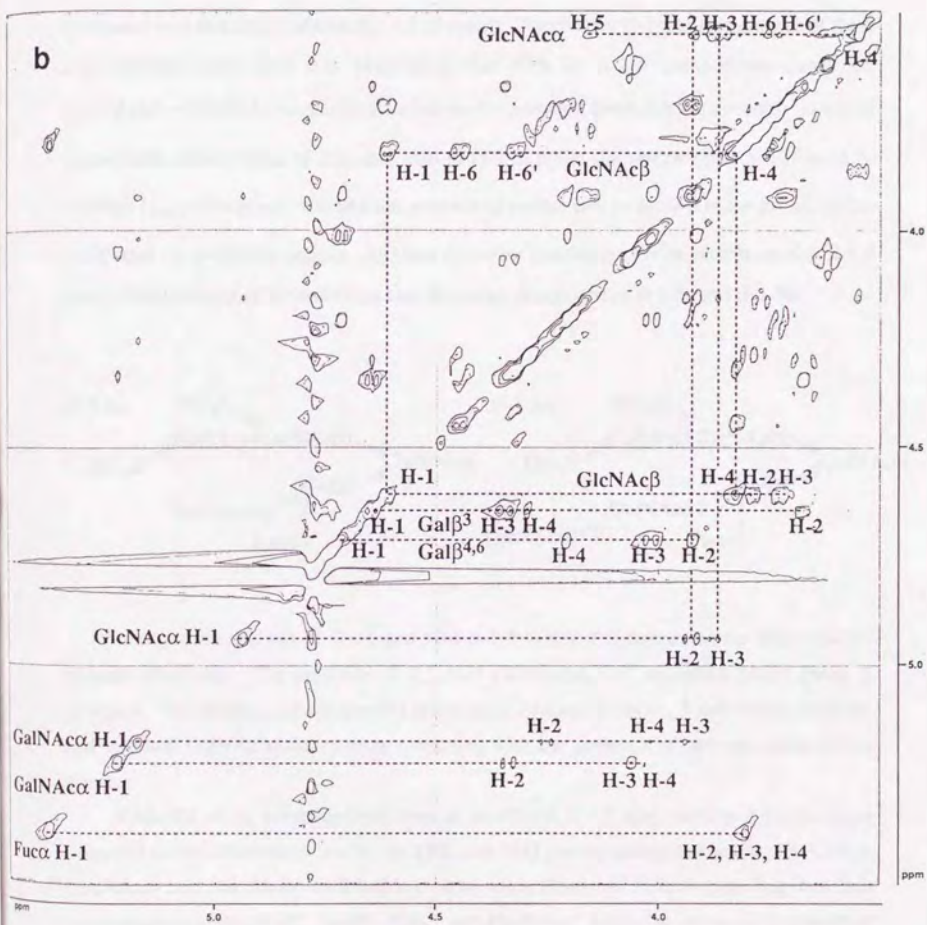 b
GlcNAcα H-5 H-2 H-3 H-6 H-6'
H-4
H-1 H-6 H-6' GlcNAcβ H-4
4.0
4.5
H-1 GlcNAcβ H-4 H-2 H-3
H-1 Galβ³ H-3 H-4 H-2
H-1 Galβ⁴,⁶ H-4 H-3 H-2
GlcNAcα H-1
H-2 H-3
5.0
GalNAcα H-1 H-2 H-4 H-3
GalNAcα H-1 H-2 H-3 H-4
Fucα H-1 H-2, H-3, H-4
ppm
ppm 5.0 4.5 4.0